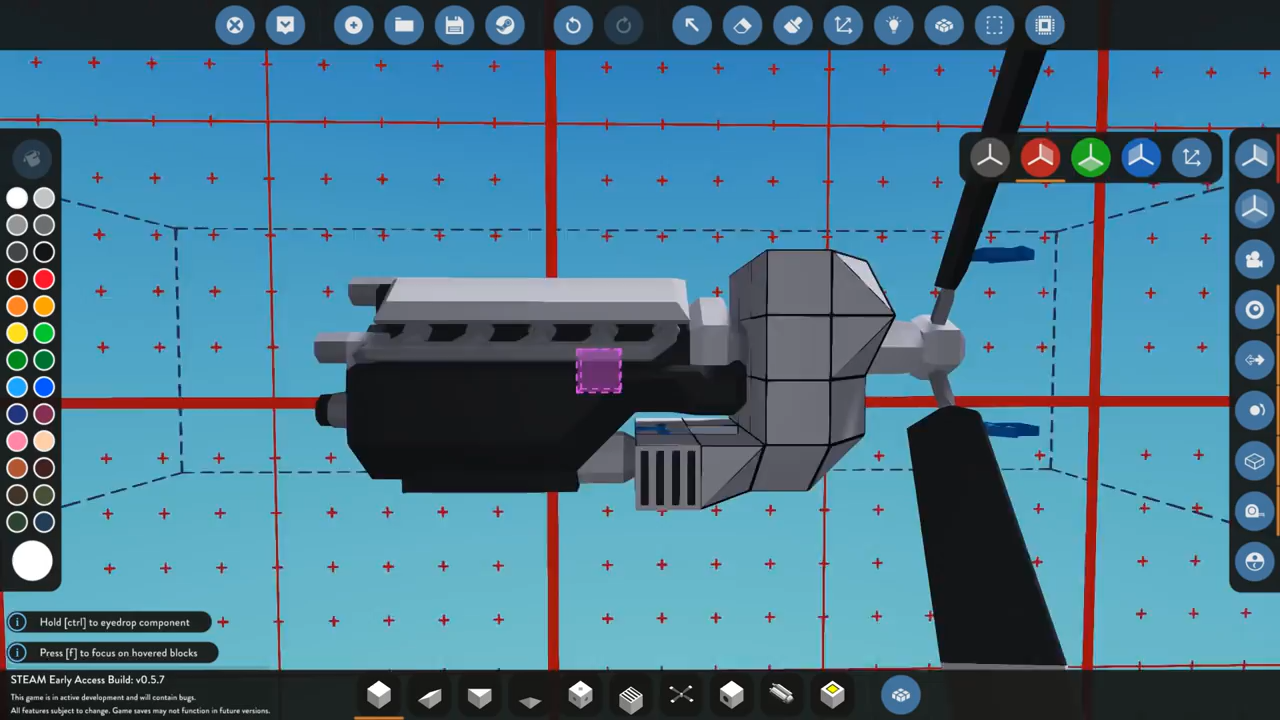 Hold [ctrl] to eyedrop component
Press [f] to focus on hovered blocks
STEAM Early Access Build: v0.5.7
This game is in active development and will contain bugs.
All features subject to change. Game saves may not function in future versions.